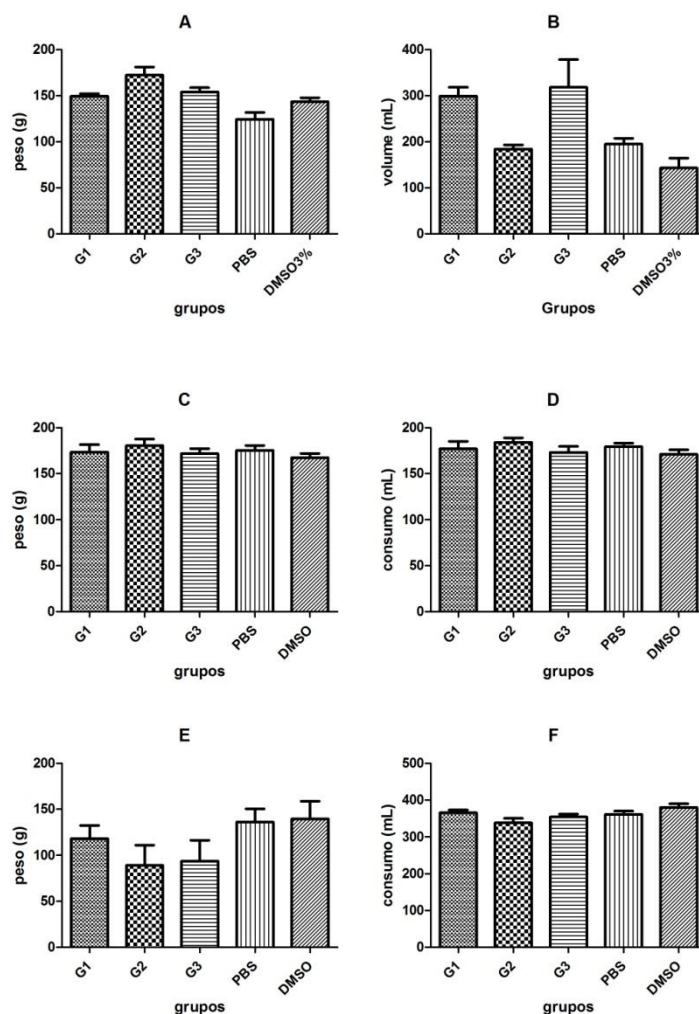 A
peso (g)
200
150
100
50
0
G1 G2 G3 PBS DMSO3%
grupos
B
volume (mL)
400
300
200
100
0
G1 G2 G3 PBS DMSO3%
Grupos
C
peso (g)
200
150
100
50
0
G1 G2 G3 PBS DMSO
grupos
D
consumo (mL)
200
150
100
50
0
G1 G2 G3 PBS DMSO
grupos
E
peso (g)
200
150
100
50
0
G1 G2 G3 PBS DMSO
grupos
F
consumo (mL)
500
400
300
200
100
0
G1 G2 G3 PBS DMSO
grupos